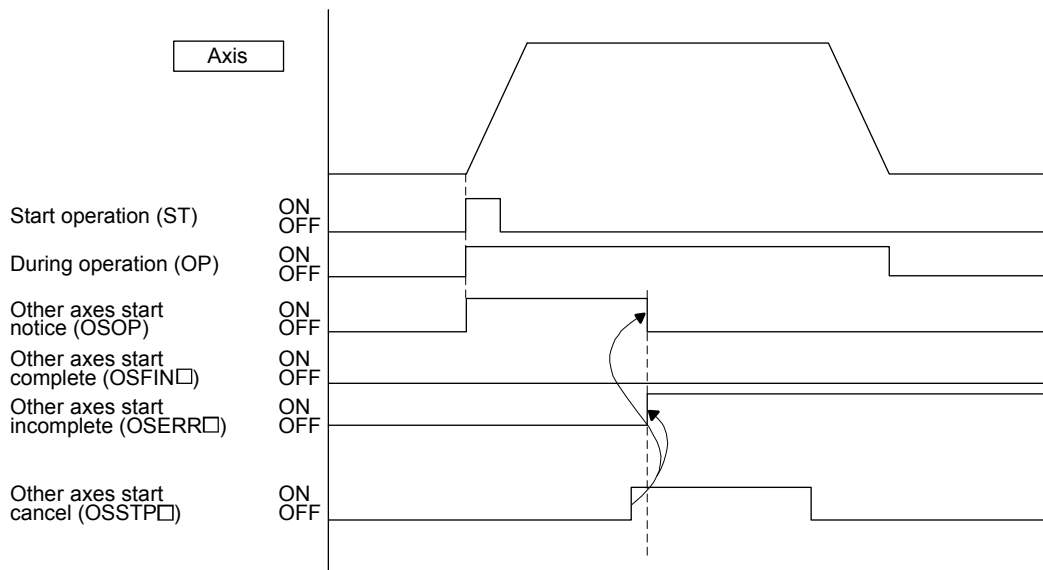 Axis
Start operation (ST)
ON
OFF
During operation (OP)
ON
OFF
Other axes start
notice (OSOP)
ON
OFF
Other axes start
complete (OSFIN□)
ON
OFF
Other axes start
incomplete (OSERR□)
ON
OFF
Other axes start
cancel (OSSTP□)
ON
OFF